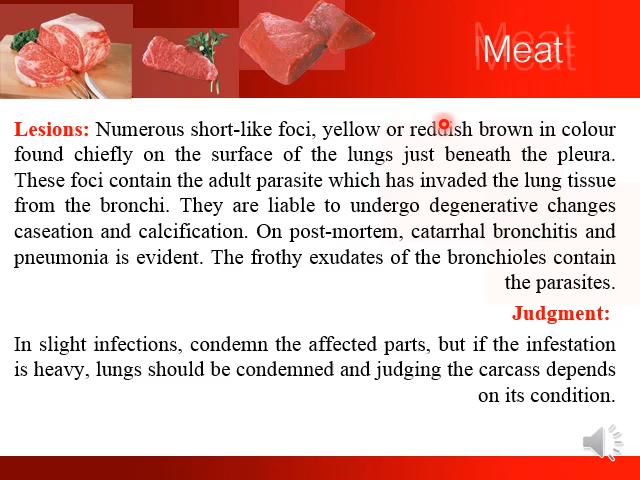 Meat
Lesions: Numerous short-like foci, yellow or reddish brown in colour
found chiefly on the surface of the lungs just beneath the pleura.
These foci contain the adult parasite which has invaded the lung tissue
from the bronchi. They are liable to undergo degenerative changes
caseation and calcification. On post-mortem, catarrhal bronchitis and
pneumonia is evident. The frothy exudates of the bronchioles contain
the parasites.
Judgment:
In slight infections, condemn the affected parts, but if the infestation
is heavy, lungs should be condemned and judging the carcass depends
on its condition.